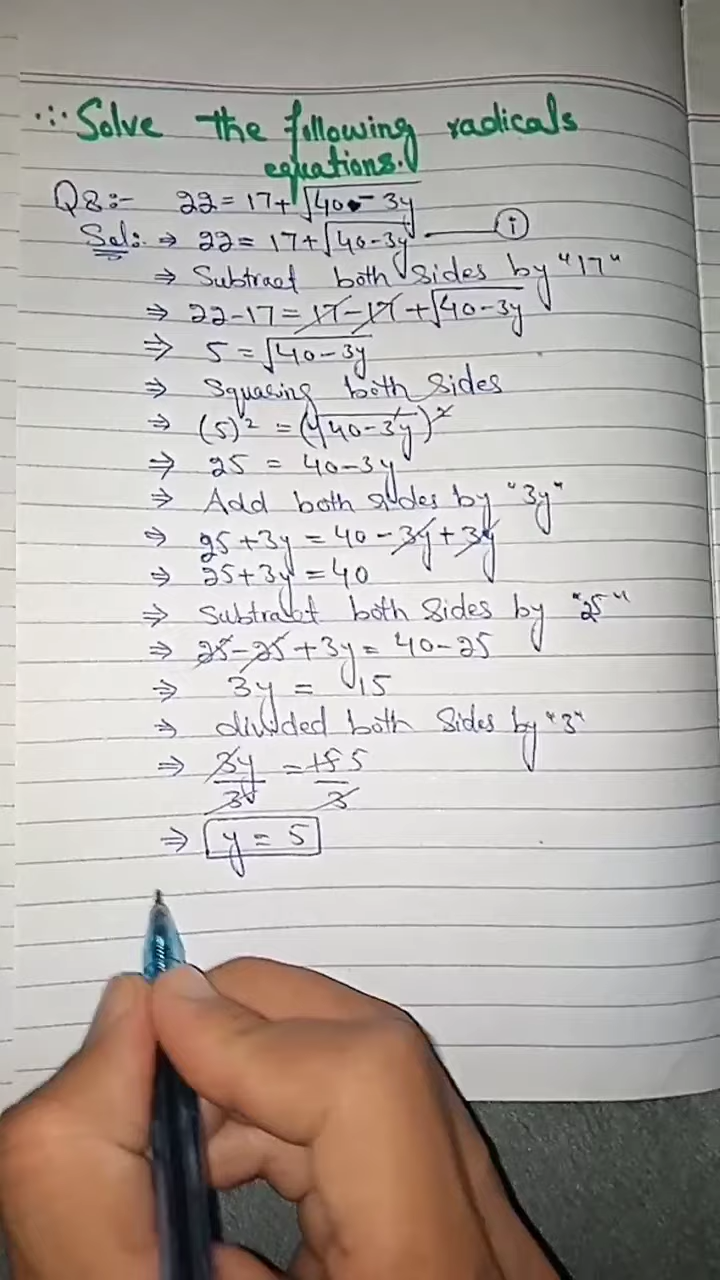 ∴ Solve the following radicals
equations.
Q8:- 22 = 17 + √40 - 3y
Sol:- ⇒ 22 = 17 + √40-3y ——— (i)
⇒ Subtract both sides by "17"
⇒ 22-17 = 17-17 + √40-3y
⇒ 5 = √40-3y
⇒ Squaring both sides
⇒ (5)² = (√40-3y)²
⇒ 25 = 40-3y
⇒ Add both sides by "3y"
⇒ 25+3y = 40-3y+3y
⇒ 25+3y = 40
⇒ Subtract both sides by "25"
⇒ 25-25+3y = 40-25
⇒ 3y = 15
⇒ divided both sides by "3"
⇒ 3y/3 = 15 5/3
⇒ y = 5